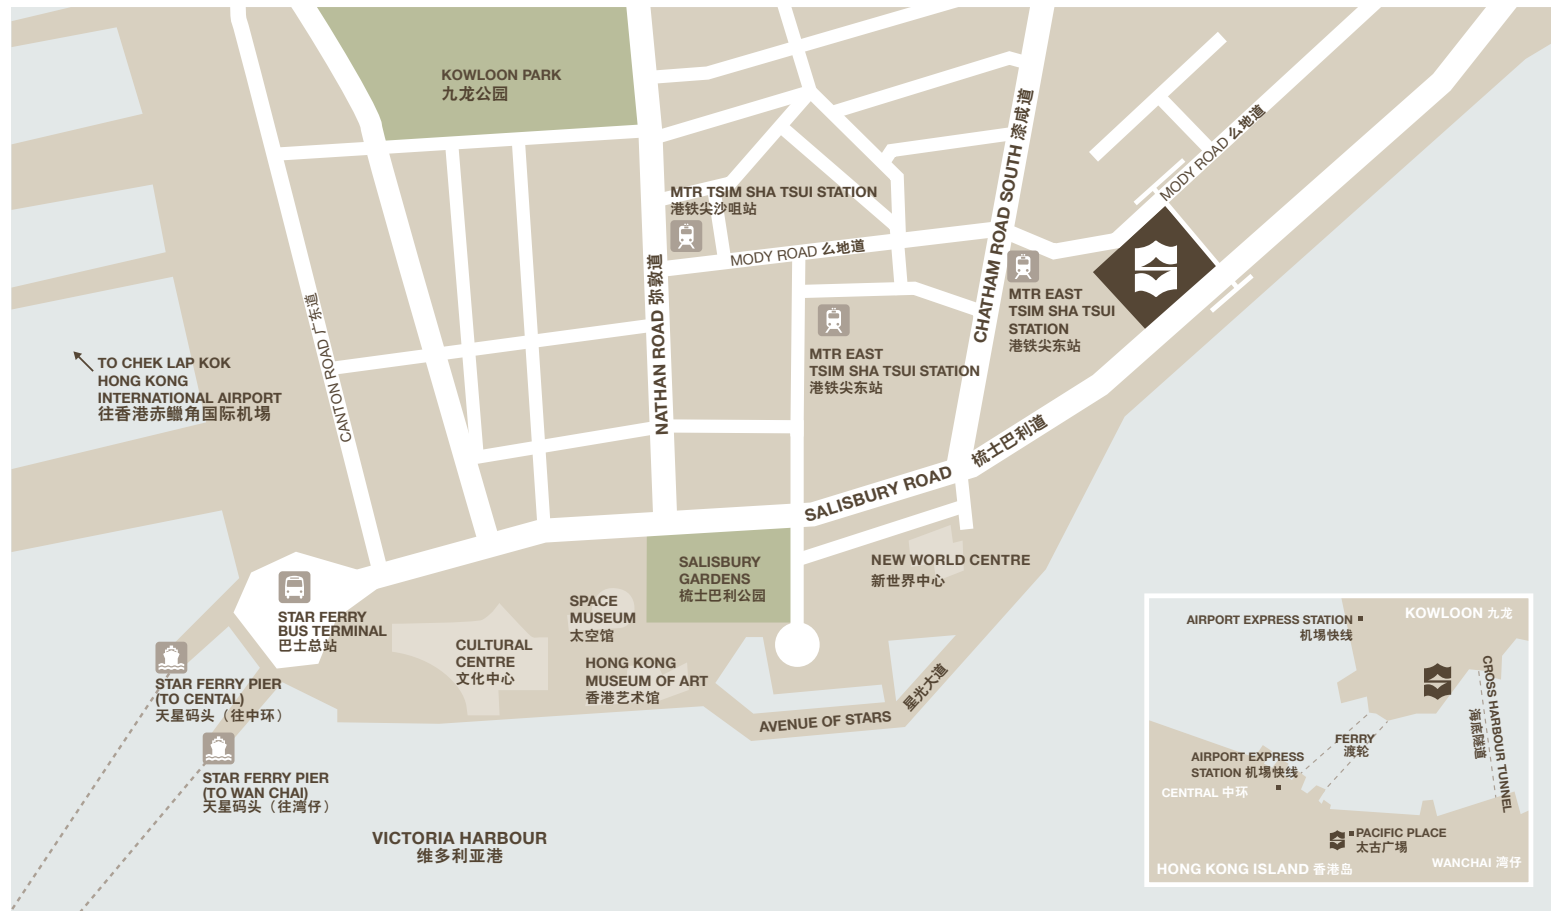 KOWLOON PARK
九龙公园
CHATHAM ROAD SOUTH 漆咸道
MODY ROAD 么地道
MTR TSIM SHA TSUI STATION
港铁尖沙咀站
MODY ROAD 么地道
NATHAN ROAD 弥敦道
CANTON ROAD 广东道
MTR EAST
TSIM SHA TSUI
STATION
港铁尖东站
MTR EAST
TSIM SHA TSUI STATION
港铁尖东站
TO CHEK LAP KOK
HONG KONG
INTERNATIONAL AIRPORT
往香港赤鱲角国际机場
SALISBURY ROAD 梳士巴利道
SALISBURY
GARDENS
梳士巴利公园
NEW WORLD CENTRE
新世界中心
STAR FERRY
BUS TERMINAL
巴士总站
SPACE
MUSEUM
太空馆
CULTURAL
CENTRE
文化中心
HONG KONG
MUSEUM OF ART
香港艺术馆
AVENUE OF STARS 星光大道
STAR FERRY PIER
(TO CENTAL)
天星码头（往中环）
STAR FERRY PIER
(TO WAN CHAI)
天星码头（往湾仔）
VICTORIA HARBOUR
维多利亚港
AIRPORT EXPRESS STATION
机場快线
KOWLOON 九龙
CROSS HARBOUR TUNNEL
海底隧道
FERRY
渡轮
AIRPORT EXPRESS
STATION 机場快线
CENTRAL 中环
PACIFIC PLACE
太古广場
HONG KONG ISLAND 香港岛
WANCHAI 湾仔